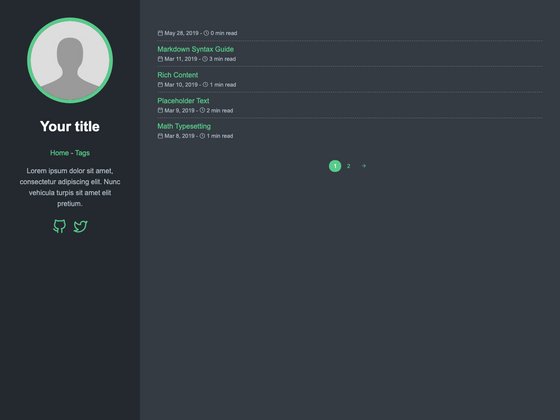 Your title
Home - Tags
Lorem ipsum dolor sit amet,
consectetur adipiscing elit. Nunc
vehicula turpis sit amet elit
pretium.
May 28, 2019 - 0 min read
Markdown Syntax Guide
Mar 11, 2019 - 3 min read
Rich Content
Mar 10, 2019 - 1 min read
Placeholder Text
Mar 9, 2019 - 2 min read
Math Typesetting
Mar 8, 2019 - 1 min read
1 2 →